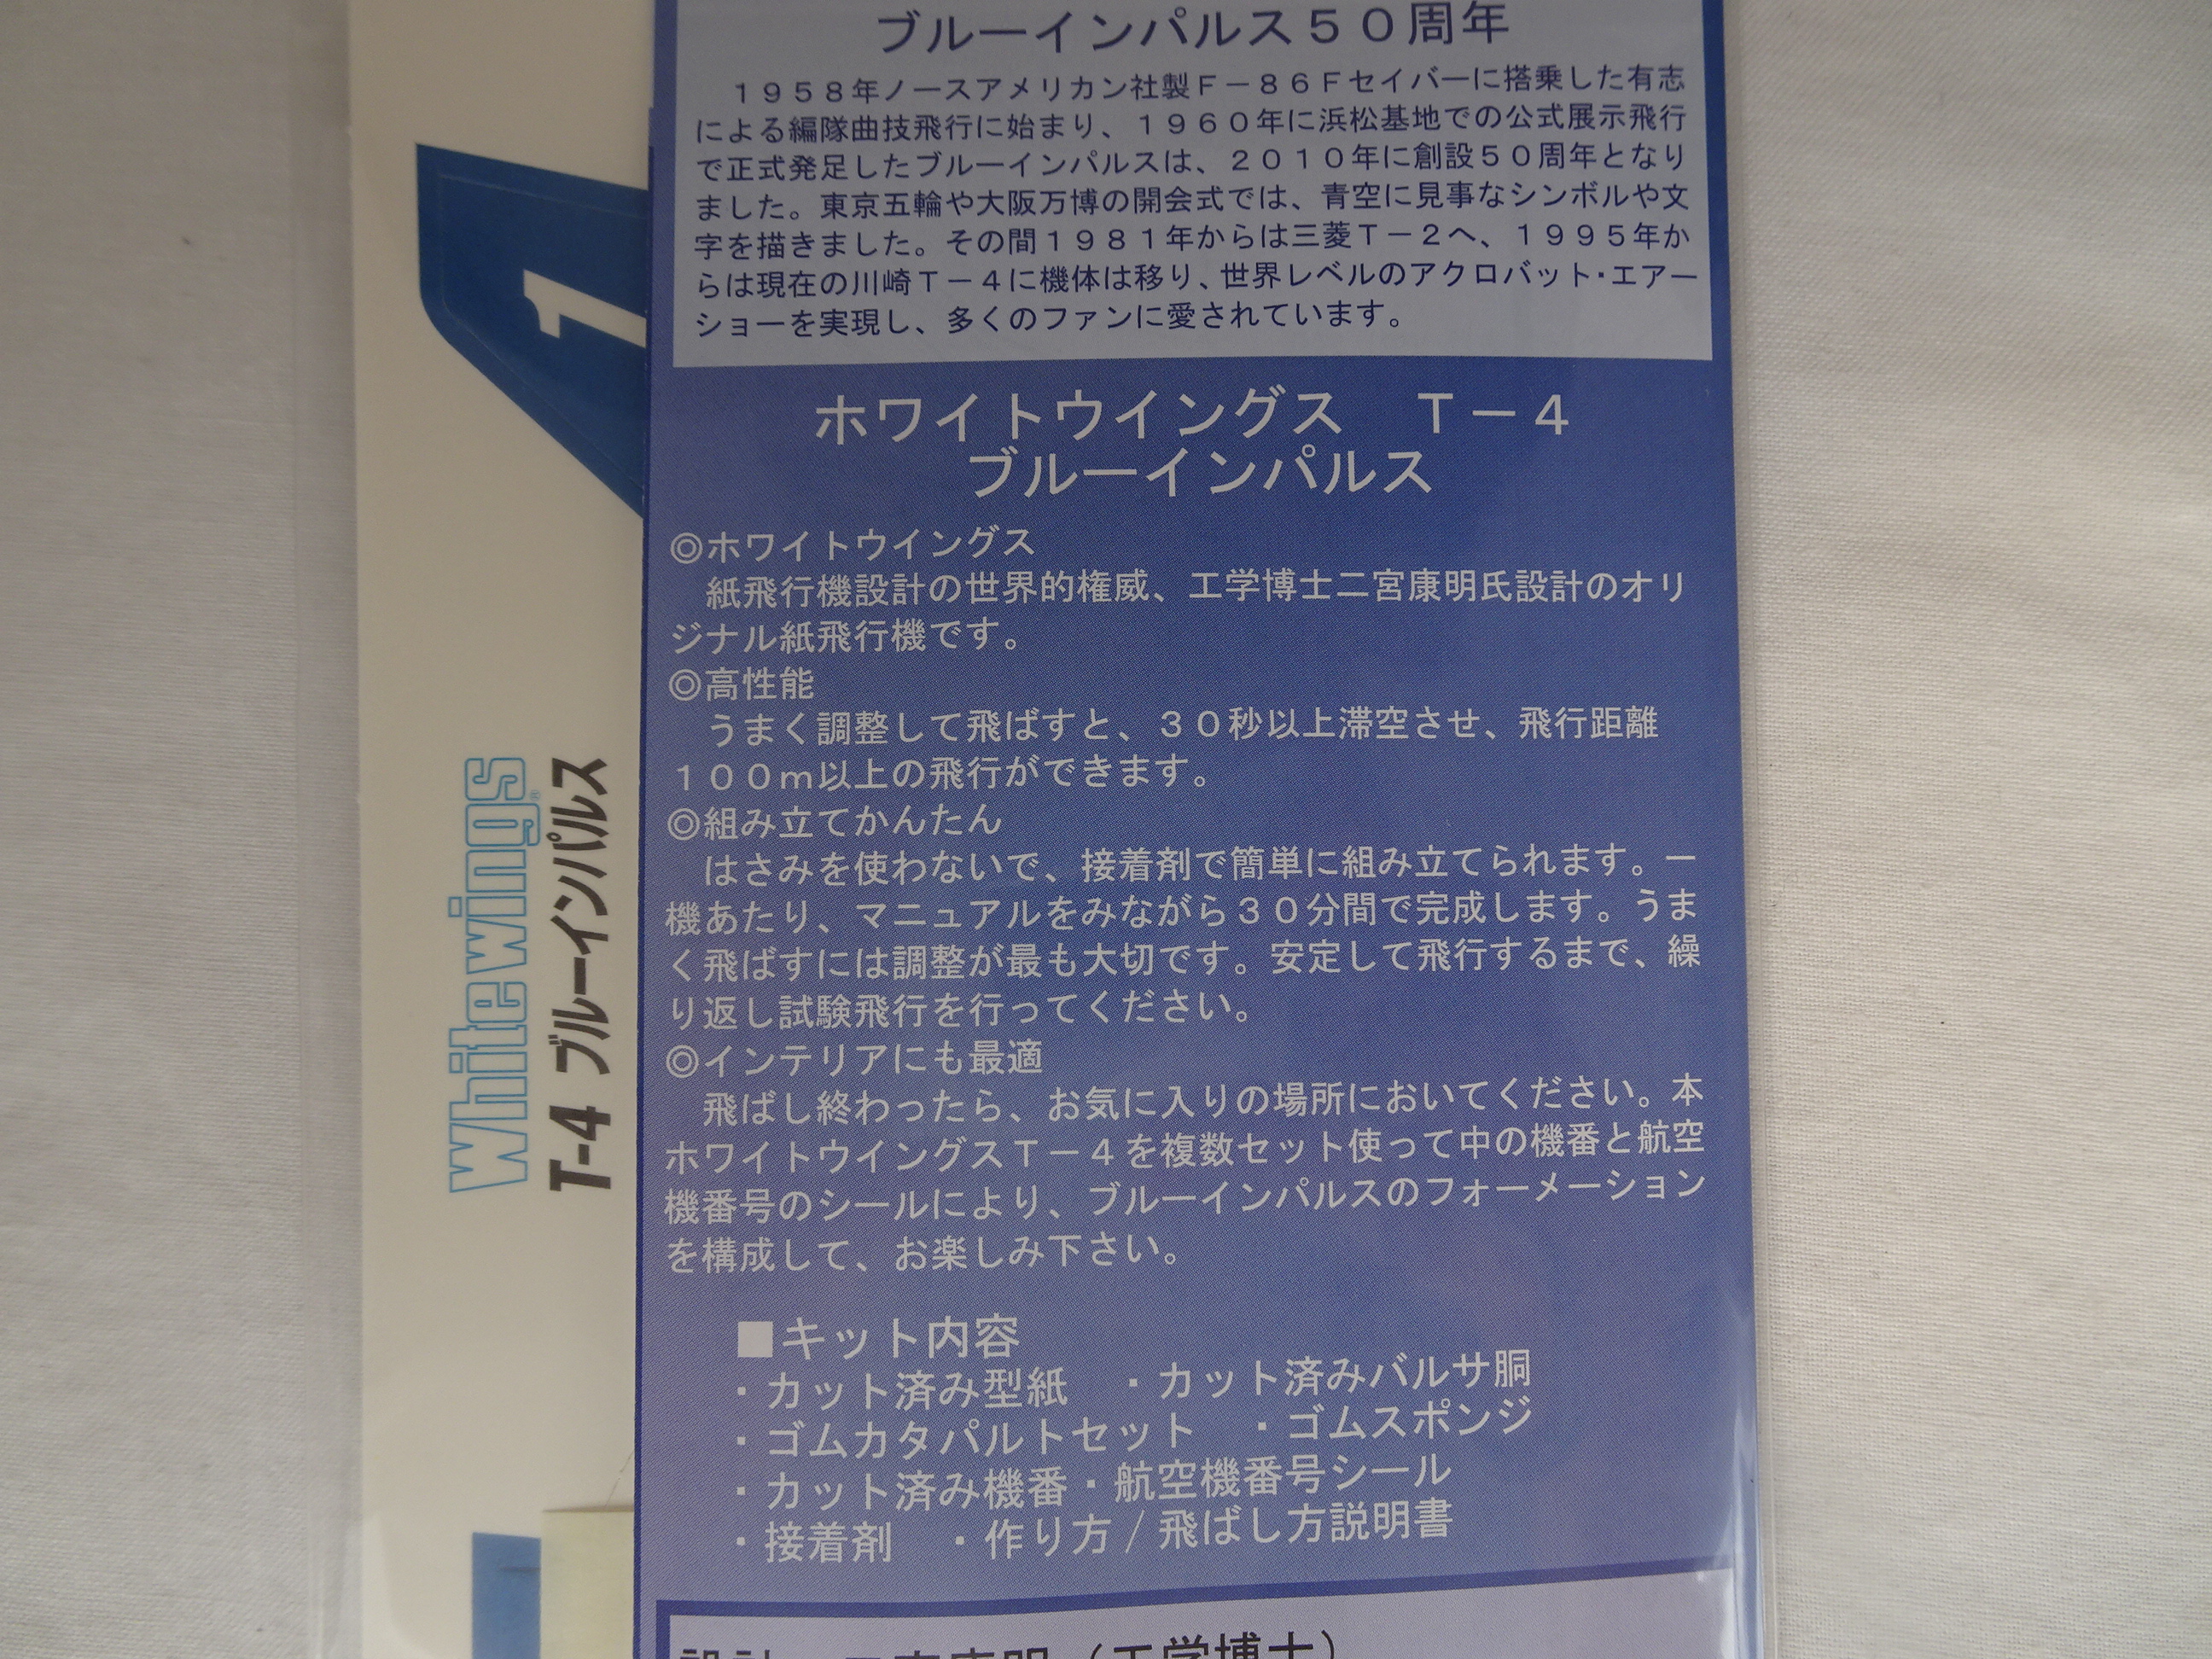 ブルーインパルス５０周年
１９５８年ノースアメリカン社製Ｆ－８６Ｆセイバーに搭乗した有志
による編隊曲技飛行に始まり、１９６０年に浜松基地での公式展示飛行
で正式発足したブルーインパルスは、２０１０年に創設５０周年となり
ました。東京五輪や大阪万博の開会式では、青空に見事なシンボルや文
字を描きました。その間１９８１年からは三菱Ｔ－２へ、１９９５年か
らは現在の川崎Ｔ－４に機体は移り、世界レベルのアクロバット・エアー
ショーを実現し、多くのファンに愛されています。
ホワイトウイングス　Ｔ－４
ブルーインパルス
◎ホワイトウイングス
紙飛行機設計の世界的権威、工学博士二宮康明氏設計のオリ
ジナル紙飛行機です。
◎高性能
うまく調整して飛ばすと、３０秒以上滞空させ、飛行距離
１００ｍ以上の飛行ができます。
◎組み立てかんたん
はさみを使わないで、接着剤で簡単に組み立てられます。一
機あたり、マニュアルをみながら３０分間で完成します。うま
く飛ばすには調整が最も大切です。安定して飛行するまで、繰
り返し試験飛行を行ってください。
◎インテリアにも最適
飛ばし終わったら、お気に入りの場所においてください。本
ホワイトウイングスＴ－４を複数セット使って中の機番と航空
機番号のシールにより、ブルーインパルスのフォーメーション
を構成して、お楽しみ下さい。
■キット内容
・カット済み型紙　・カット済みバルサ胴
・ゴムカタパルトセット　・ゴムスポンジ
・カット済み機番・航空機番号シール
・接着剤　・作り方/飛ばし方説明書
設計　二宮康明（工学博士）
1
Whitewings®
T-4 ブルーインパルス